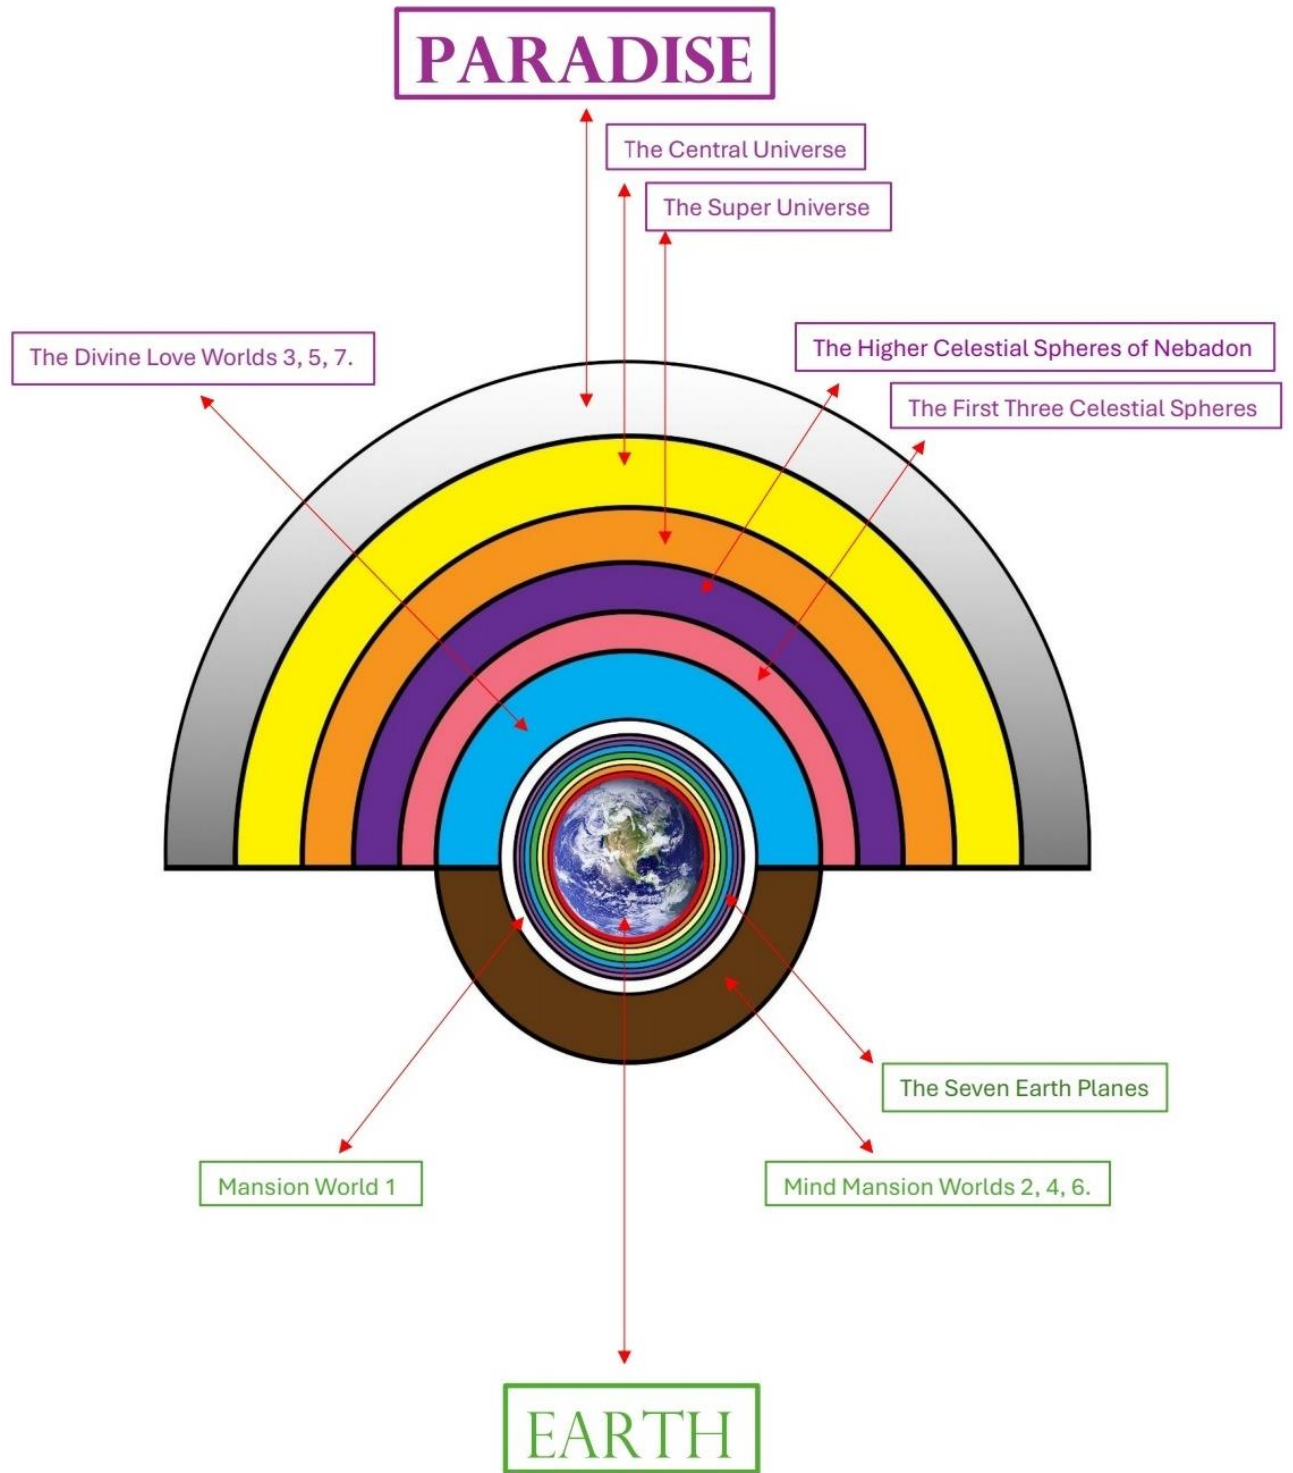 PARADISE
The Central Universe
The Super Universe
The Divine Love Worlds 3, 5, 7.
The Higher Celestial Spheres of Nebadon
The First Three Celestial Spheres
The Seven Earth Planes
Mansion World 1
Mind Mansion Worlds 2, 4, 6.
EARTH